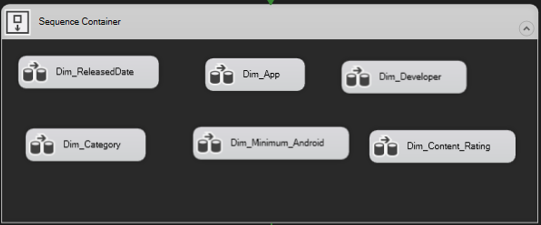 Sequence Container
Dim_ReleasedDate
Dim_App
Dim_Developer
Dim_Category
Dim_Minimum_Android
Dim_Content_Rating